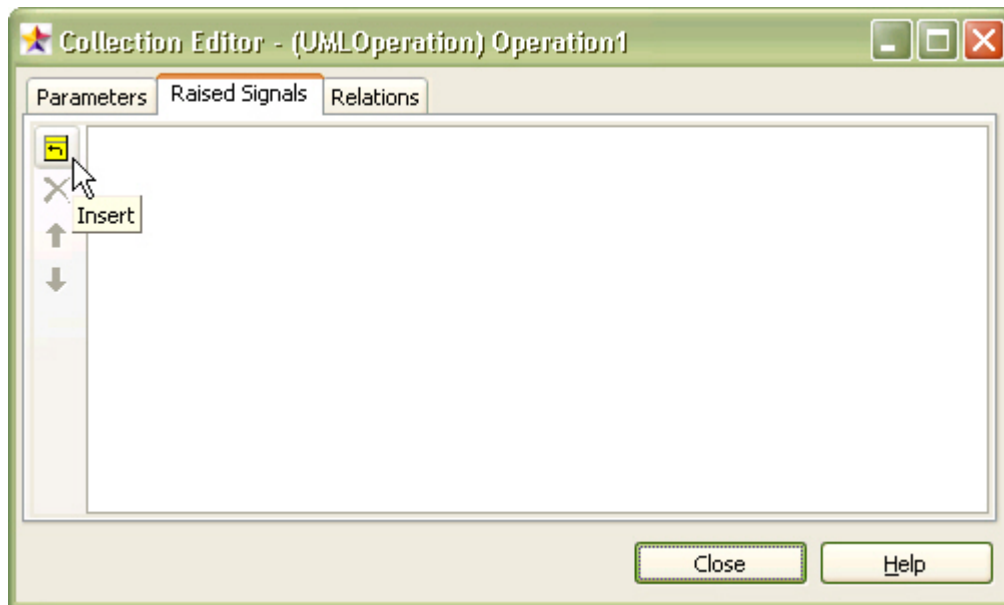 Collection Editor - (UMLOperation) Operation1
Parameters Raised Signals Relations
Insert
Close Help